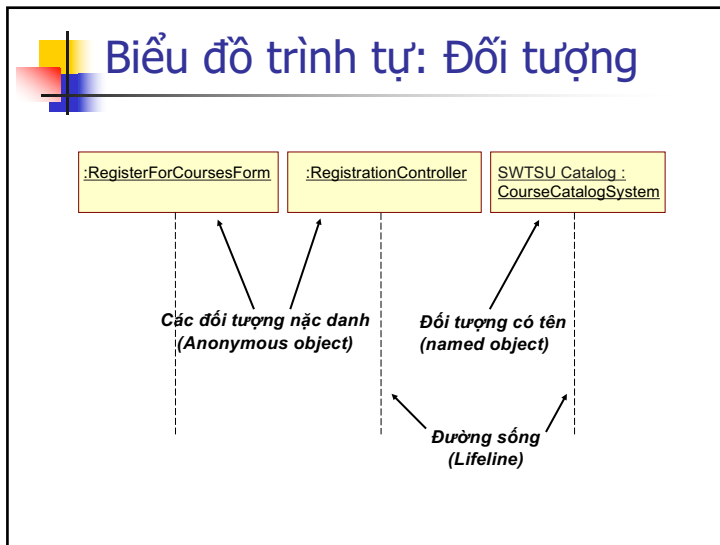 Biểu đồ trình tự: Đối tượng
:RegisterForCoursesForm
:RegistrationController
SWTSU Catalog :
CourseCatalogSystem
Các đối tượng nặc danh
(Anonymous object)
Đối tượng có tên
(named object)
Đường sống
(Lifeline)